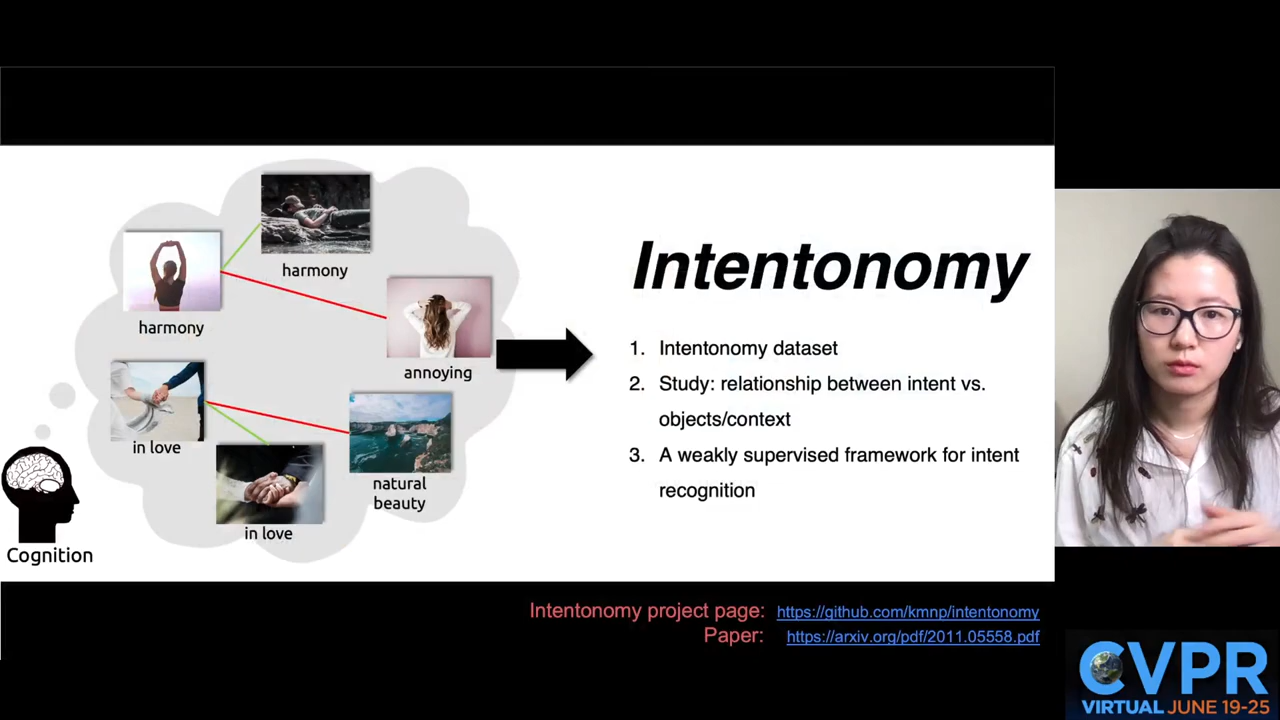 harmony
harmony
annoying
in love
natural
beauty
in love
Cognition
Intentonomy
1. Intentonomy dataset
2. Study: relationship between intent vs.
objects/context
3. A weakly supervised framework for intent
recognition
Intentonomy project page: https://github.com/kmnp/intentonomy
Paper: https://arxiv.org/pdf/2011.05558.pdf
CVPR
VIRTUAL JUNE 19-25